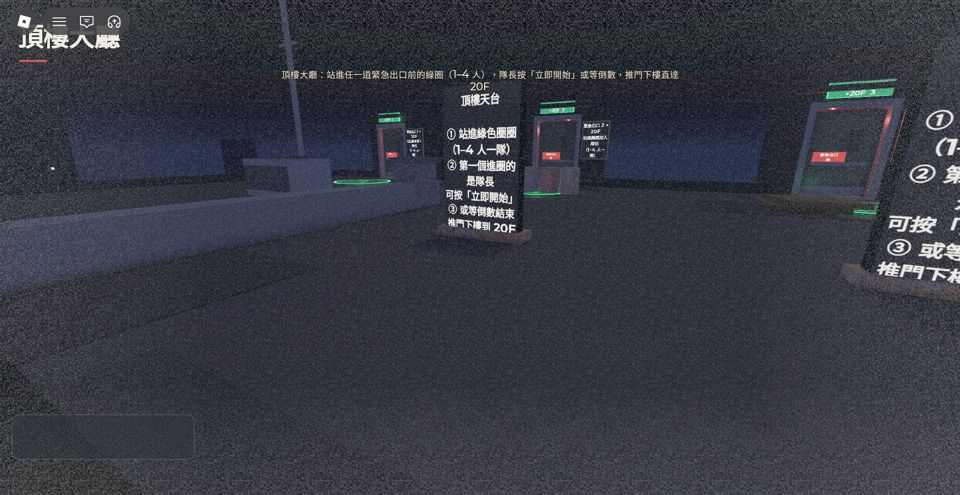 頂樓大廳
頂樓大廳：站進任一道緊急出口前的綠圈（1–4 人），隊長按「立即開始」或等倒數，推門下樓直達
20F
頂樓天台
① 站進綠色圈圈
（1–4 人一隊）
② 第一個進圈的
是隊長
可按「立即開始」
③ 或等倒數結束
推門下樓到 20F
20F
20F 3
①
（1–
②
可按「
③ 或等
推門下樓